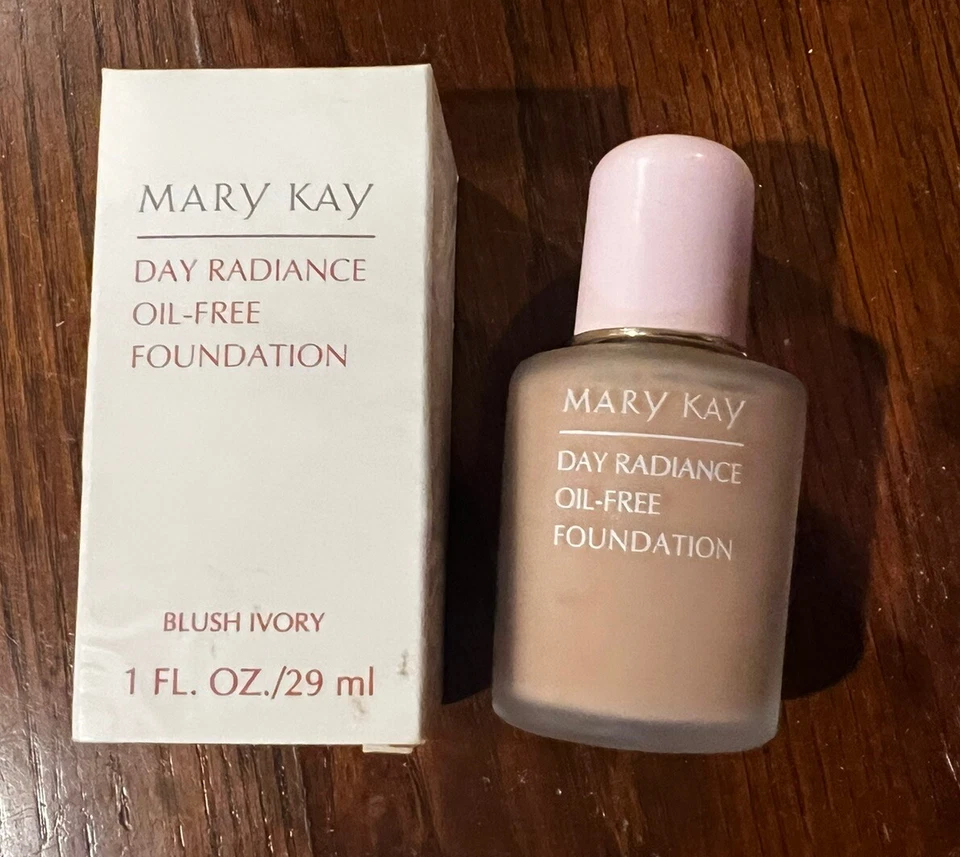 MARY KAY
DAY RADIANCE
OIL-FREE
FOUNDATION
BLUSH IVORY
1 FL. OZ./29 ml
MARY KAY
DAY RADIANCE
OIL-FREE
FOUNDATION